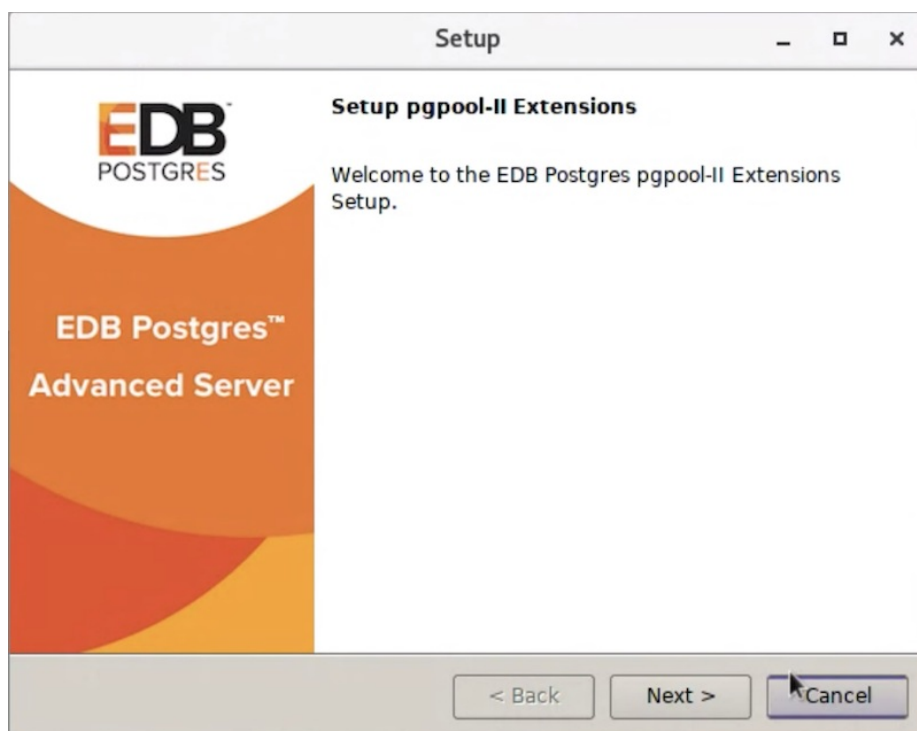 Setup
EDB
POSTGRES
EDB Postgres™
Advanced Server
Setup pgpool-II Extensions
Welcome to the EDB Postgres pgpool-II Extensions
Setup.
< Back
Next >
Cancel